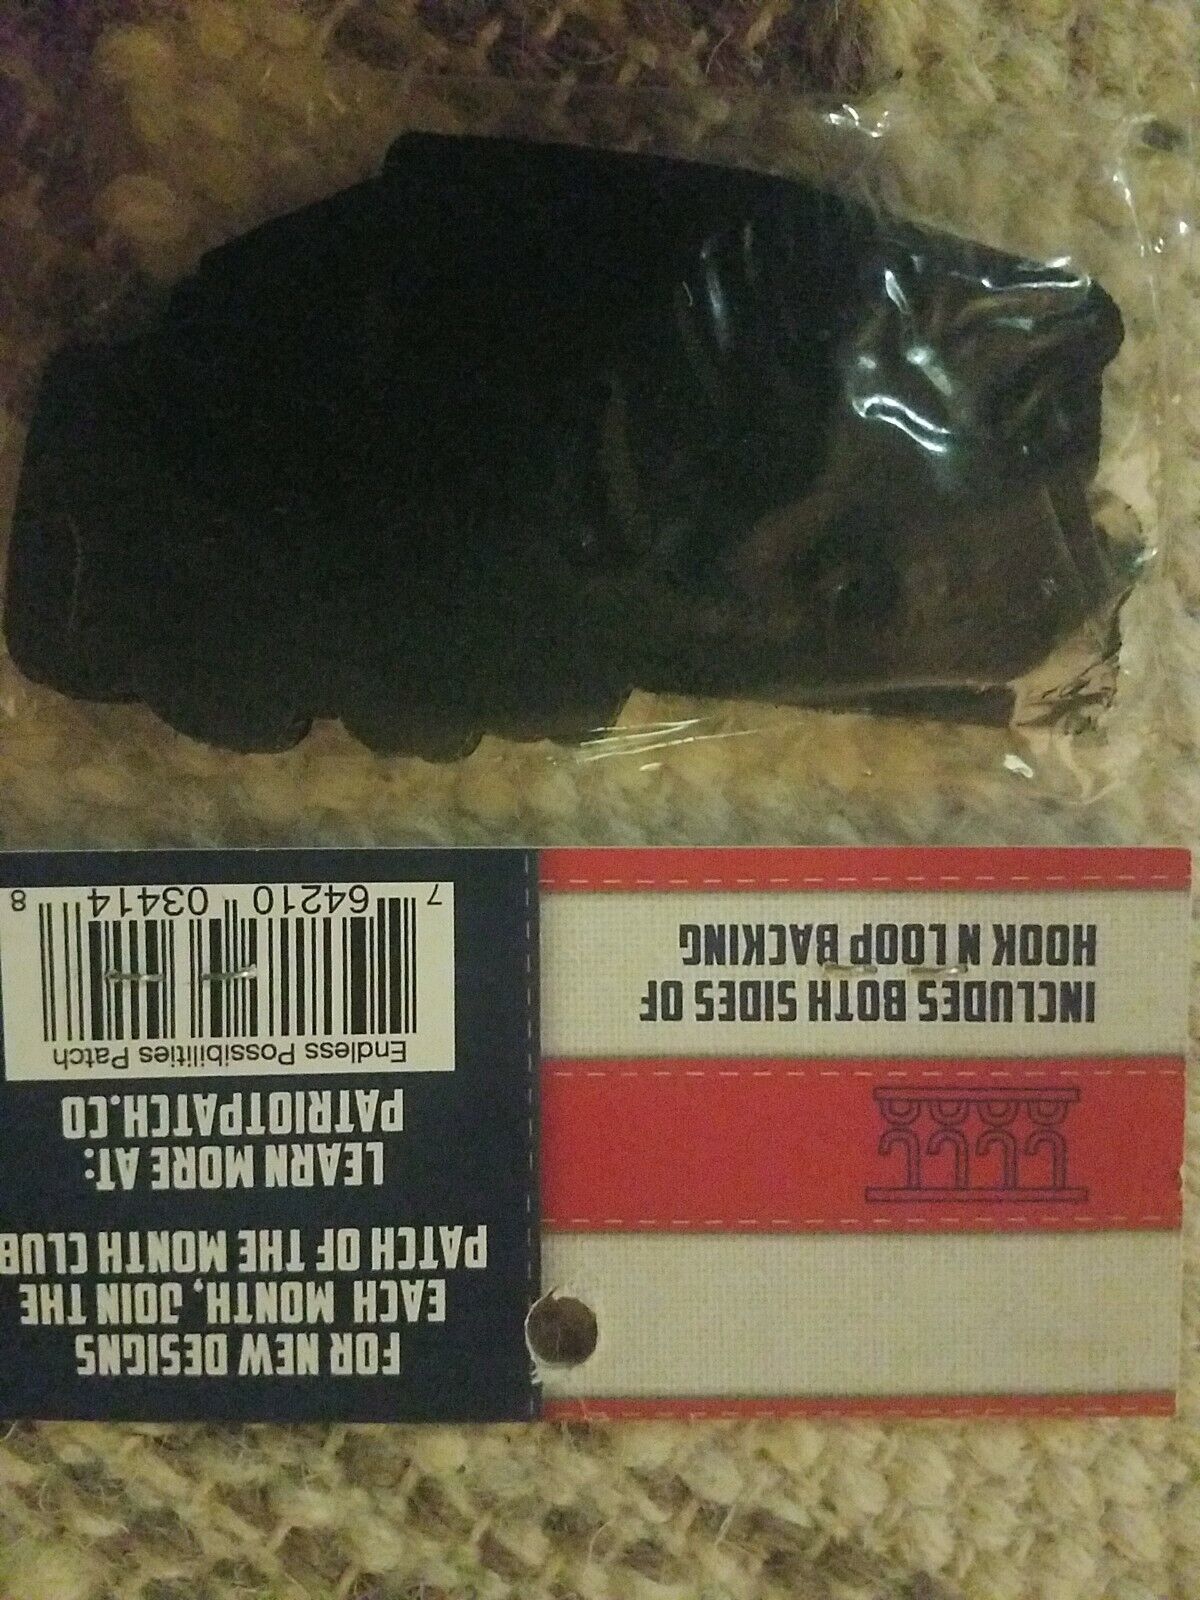 FOR NEW DESIGNS
EACH MONTH, JOIN THE
PATCH OF THE MONTH CLUB
LEARN MORE AT:
PATRIOTPATCH.CO
Endless Possibilities Patch
7 64210 03414 8
INCLUDES BOTH SIDES OF
HOOK N LOOP BACKING